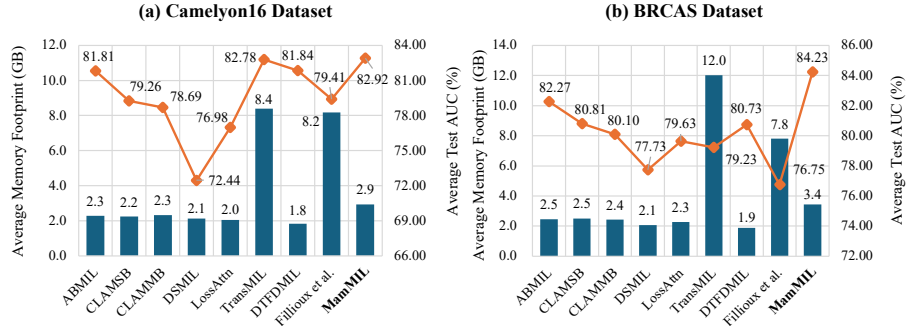 (a) Camelyon16 Dataset
Average Memory Footprint (GB)
12.0
10.0
8.0
6.0
4.0
2.0
0.0
84.00
81.00
78.00
75.00
72.00
69.00
66.00
Average Test AUC (%)
81.81
79.26
78.69
72.44
76.98
82.78
81.84
79.41
82.92
2.3
2.2
2.3
2.1
2.0
8.4
1.8
8.2
2.9
ABMIL
CLAMSB
CLAMMB
DSMIL
LossAttn
TransMIL
DTFDMIL
Fillioux et al.
MamMIL
(b) BRCAS Dataset
Average Memory Footprint (GB)
14.0
12.0
10.0
8.0
6.0
4.0
2.0
0.0
86.00
84.00
82.00
80.00
78.00
76.00
74.00
72.00
Average Test AUC (%)
82.27
80.81
80.10
77.73
79.63
79.23
80.73
76.75
84.23
2.5
2.5
2.4
2.1
2.3
12.0
1.9
7.8
3.4
ABMIL
CLAMSB
CLAMMB
DSMIL
LossAttn
TransMIL
DTFDMIL
Fillioux et al.
MamMIL